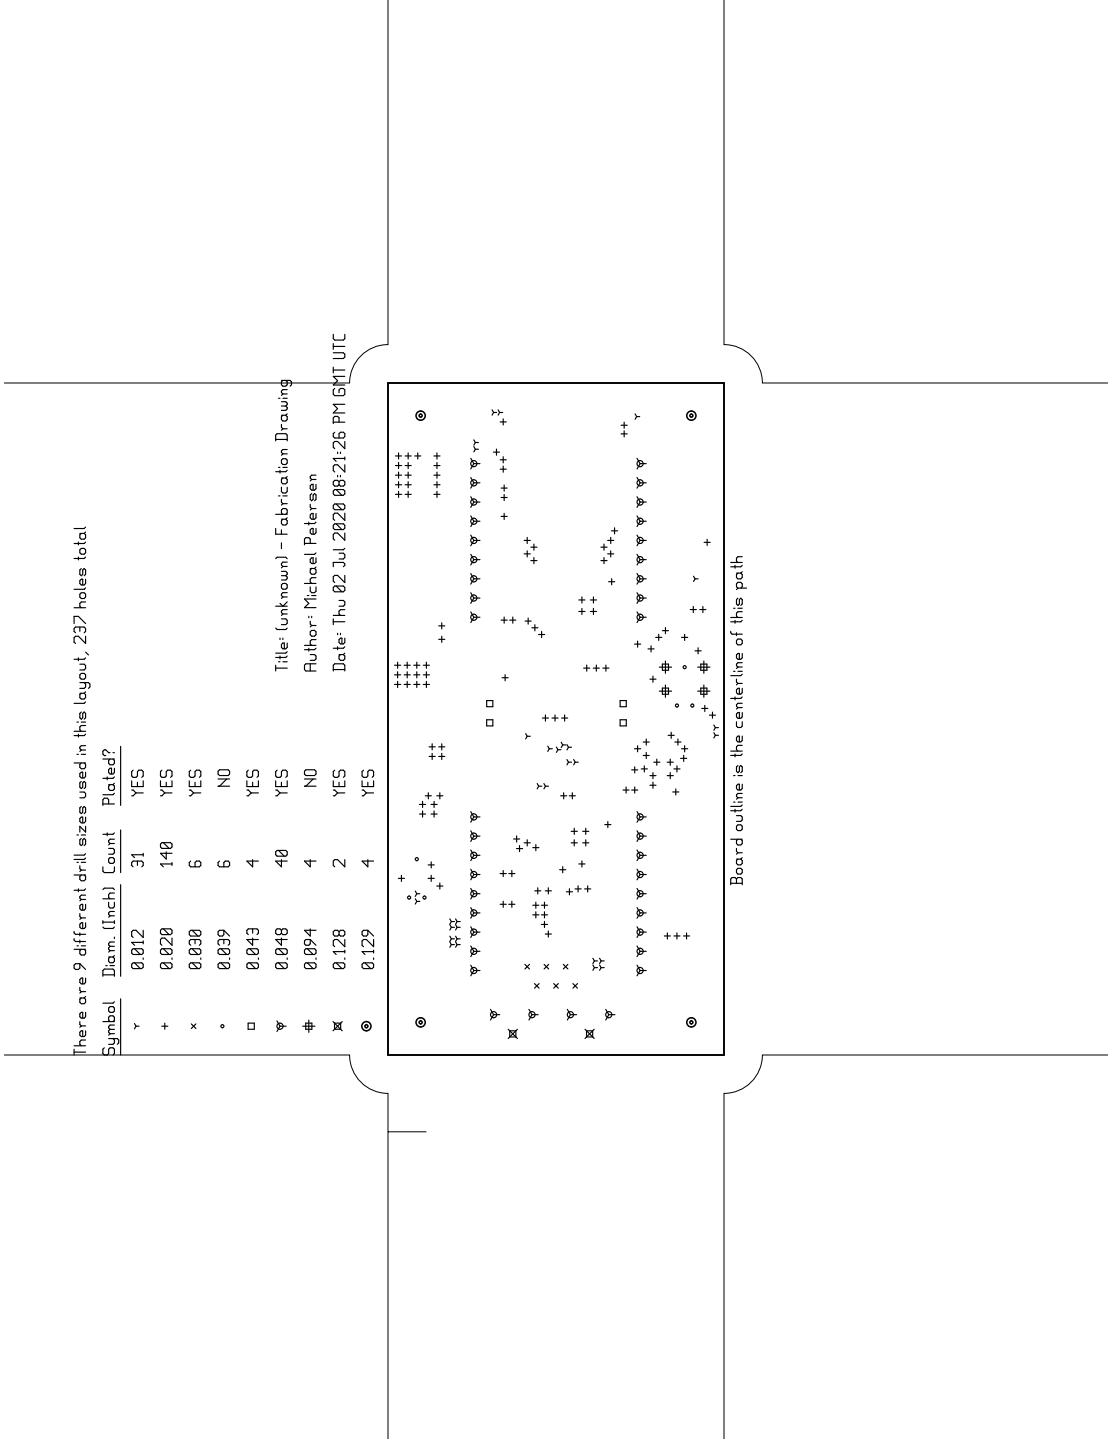 There are 9 different drill sizes used in this layout, 237 holes total
Symbol Diam. (Inch) Count Plated?
0.012 31 YES
0.020 140 YES
0.030 6 YES
0.039 6 NO
0.043 4 YES
0.048 40 YES
0.094 4 NO
0.128 2 YES
0.129 4 YES
Title: (unknown) - Fabrication Drawing
Author: Michael Petersen
Date: Thu 02 Jul 2020 08:21:26 PM GMT UTC
Board outline is the centerline of this path